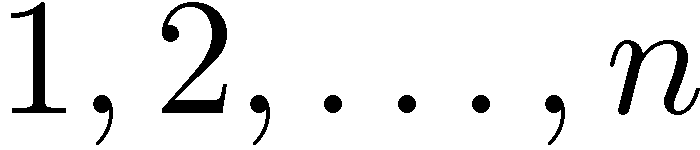 1, 2, . . . , n